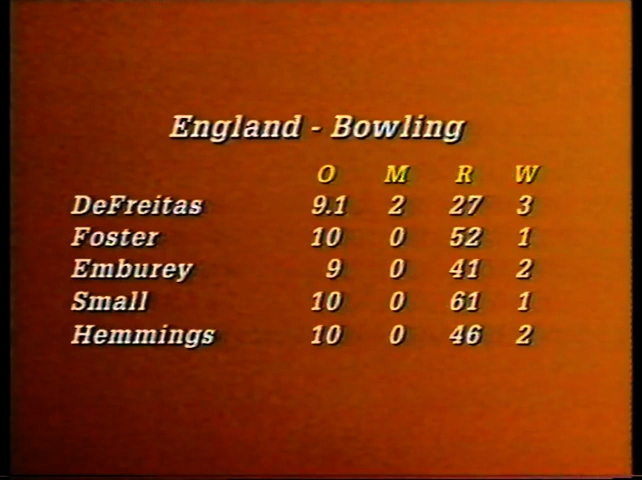 England - Bowling
O M R W
DeFreitas 9.1 2 27 3
Foster 10 0 52 1
Emburey 9 0 41 2
Small 10 0 61 1
Hemmings 10 0 46 2